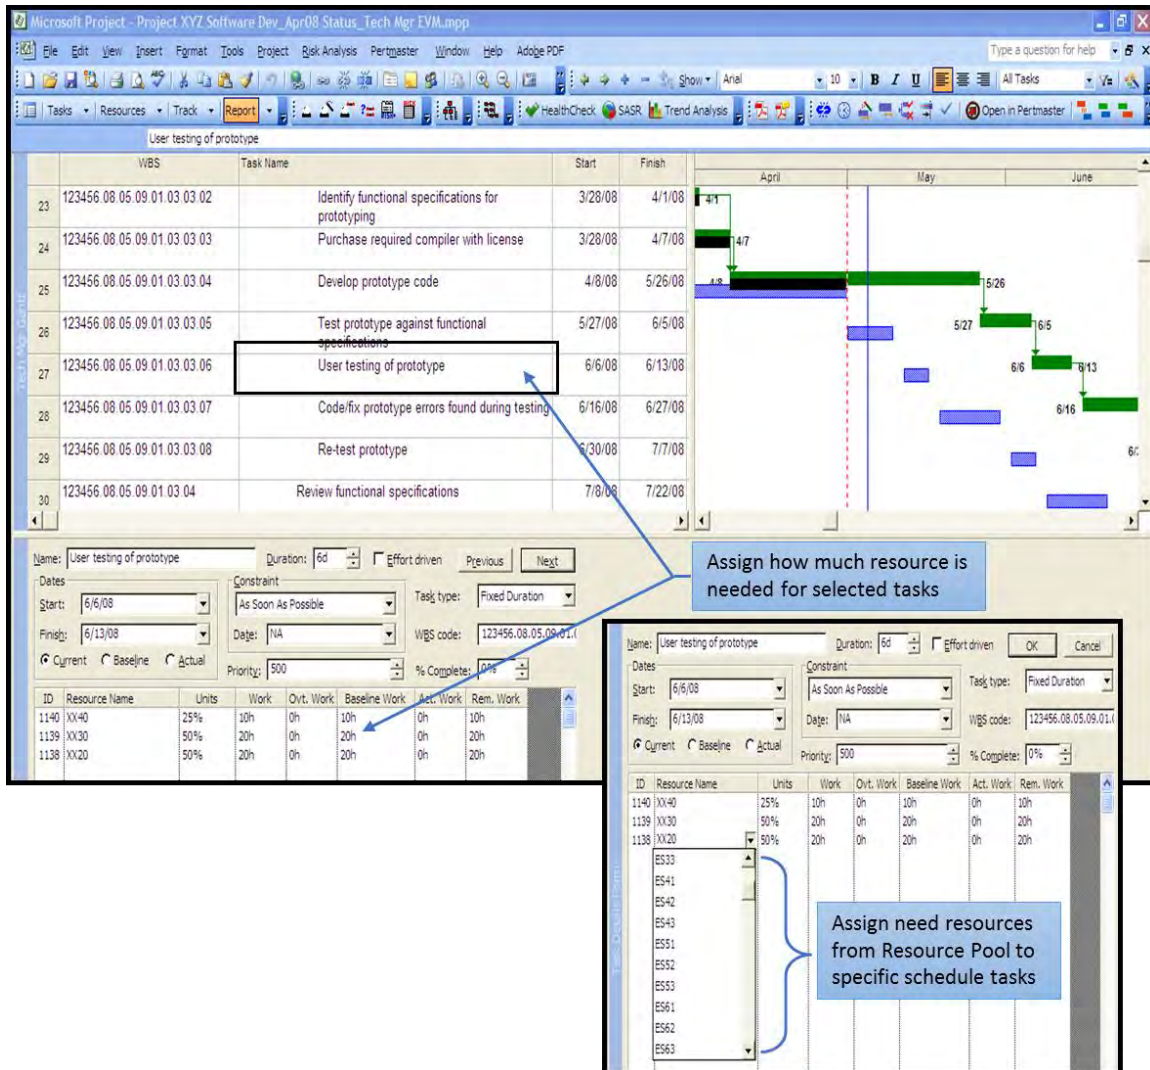 Microsoft Project - Project XYZ Software Dev_Apr08 Status_Tech Mgr EVM.mpp
File Edit View Insert Format Tools Project Risk Analysis Pertmaster Window Help Adobe PDF Type a question for help
Show Arial 10 B I U All Tasks
Tasks Resources Track Report HealthCheck SASR Trend Analysis Open in Pertmaster
User testing of prototype
WBS Task Name Start Finish April May June
23 123456.08.05.09.01.03.03.02 Identify functional specifications for prototyping 3/28/08 4/1/08 4/1
24 123456.08.05.09.01.03.03.03 Purchase required compiler with license 3/28/08 4/7/08 4/7
25 123456.08.05.09.01.03.03.04 Develop prototype code 4/8/08 5/26/08 4/8 5/26
26 123456.08.05.09.01.03.03.05 Test prototype against functional specifications 5/27/08 6/5/08 5/27 6/5
27 123456.08.05.09.01.03.03.06 User testing of prototype 6/6/08 6/13/08 6/6 6/13
28 123456.08.05.09.01.03.03.07 Code/fix prototype errors found during testing 6/16/08 6/27/08 6/16
29 123456.08.05.09.01.03.03.08 Re-test prototype 6/30/08 7/7/08
30 123456.08.05.09.01.03.04 Review functional specifications 7/8/08 7/22/08
Tech Mgr Gantt
Name: User testing of prototype Duration: 6d Effort driven Previous Next
Dates Constraint
Start: 6/6/08 As Soon As Possible Task type: Fixed Duration
Finish: 6/13/08 Date: NA WBS code: 123456.08.05.09.01.
Current Baseline Actual Priority: 500 % Complete: 0%
ID Resource Name Units Work Ovt. Work Baseline Work Act. Work Rem. Work
1140 XX40 25% 10h 0h 10h 0h 10h
1139 XX30 50% 20h 0h 20h 0h 20h
1138 XX20 50% 20h 0h 20h 0h 20h
Assign how much resource is
needed for selected tasks
Name: User testing of prototype Duration: 6d Effort driven OK Cancel
Dates Constraint
Start: 6/6/08 As Soon As Possible Task type: Fixed Duration
Finish: 6/13/08 Date: NA WBS code: 123456.08.05.09.01.
Current Baseline Actual Priority: 500 % Complete: 0%
ID Resource Name Units Work Ovt. Work Baseline Work Act. Work Rem. Work
1140 XX40 25% 10h 0h 10h 0h 10h
1139 XX30 50% 20h 0h 20h 0h 20h
1138 XX20 50% 20h 0h 20h 0h 20h
ES33
ES41
ES42
ES43
ES51
ES52
ES53
ES61
ES62
ES63
Task Details Form
Assign need resources
from Resource Pool to
specific schedule tasks